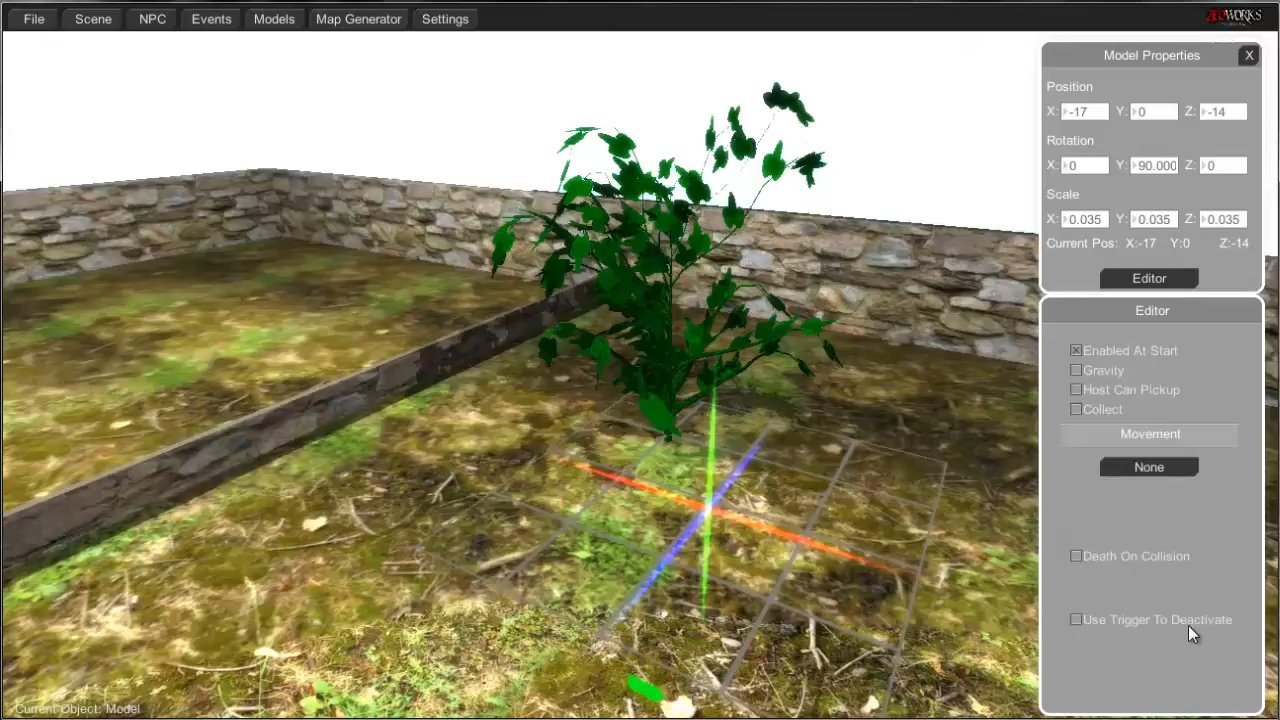 File Scene NPC Events Models Map Generator Settings
Model Properties X
Position
X: -17 Y: 0 Z: -14
Rotation
X: 0 Y: 90.000 Z: 0
Scale
X: 0.035 Y: 0.035 Z: 0.035
Current Pos: X:-17 Y:0 Z:-14
Editor
Editor
Enabled At Start
Gravity
Host Can Pickup
Collect
Movement
None
Death On Collision
Use Trigger To Deactivate
Current Object: Model